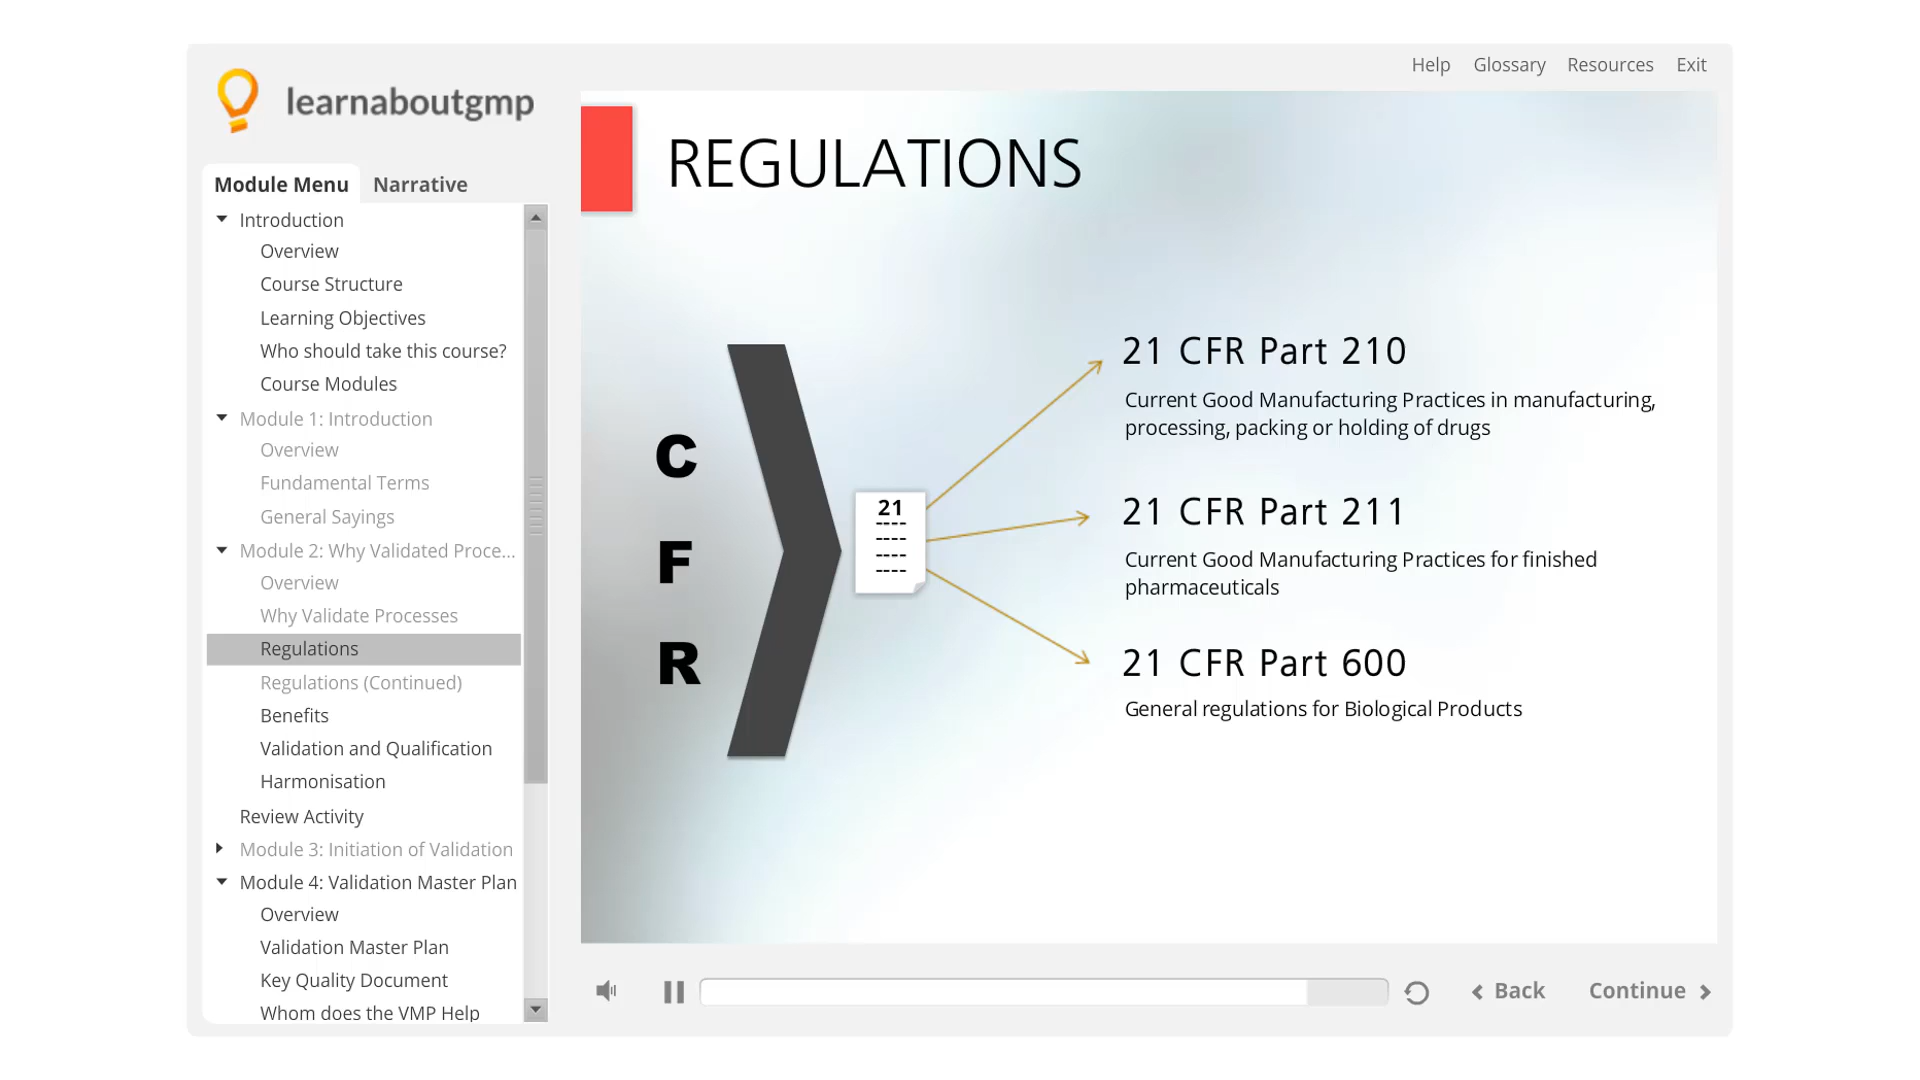 Help Glossary Resources Exit
learnaboutgmp
Module Menu Narrative
Introduction
Overview
Course Structure
Learning Objectives
Who should take this course?
Course Modules
Module 1: Introduction
Overview
Fundamental Terms
General Sayings
Module 2: Why Validated Proce...
Overview
Why Validate Processes
Regulations
Regulations (Continued)
Benefits
Validation and Qualification
Harmonisation
Review Activity
Module 3: Initiation of Validation
Module 4: Validation Master Plan
Overview
Validation Master Plan
Key Quality Document
Whom does the VMP Help
REGULATIONS
C
F
R
21
----
----
----
----
21 CFR Part 210
Current Good Manufacturing Practices in manufacturing,
processing, packing or holding of drugs
21 CFR Part 211
Current Good Manufacturing Practices for finished
pharmaceuticals
21 CFR Part 600
General regulations for Biological Products
Back Continue